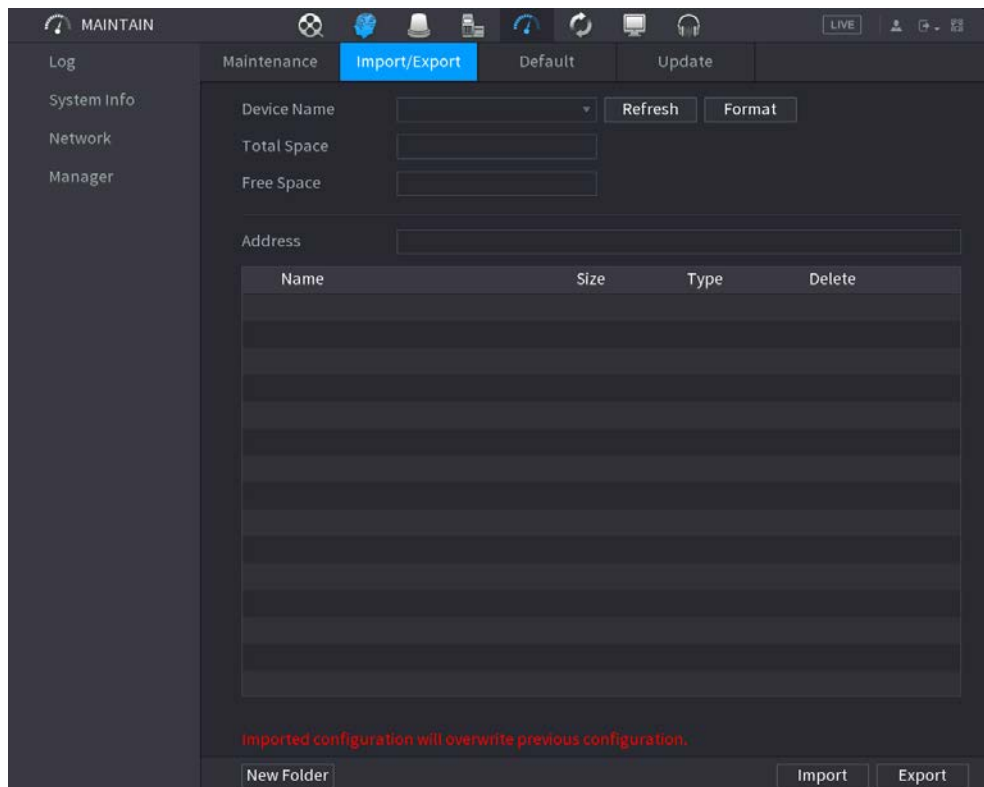 MAINTAIN LIVE
Log Maintenance Import/Export Default Update
System Info
Network
Manager
Device Name Refresh Format
Total Space
Free Space
Address
Name Size Type Delete
Imported configuration will overwrite previous configuration.
New Folder Import Export